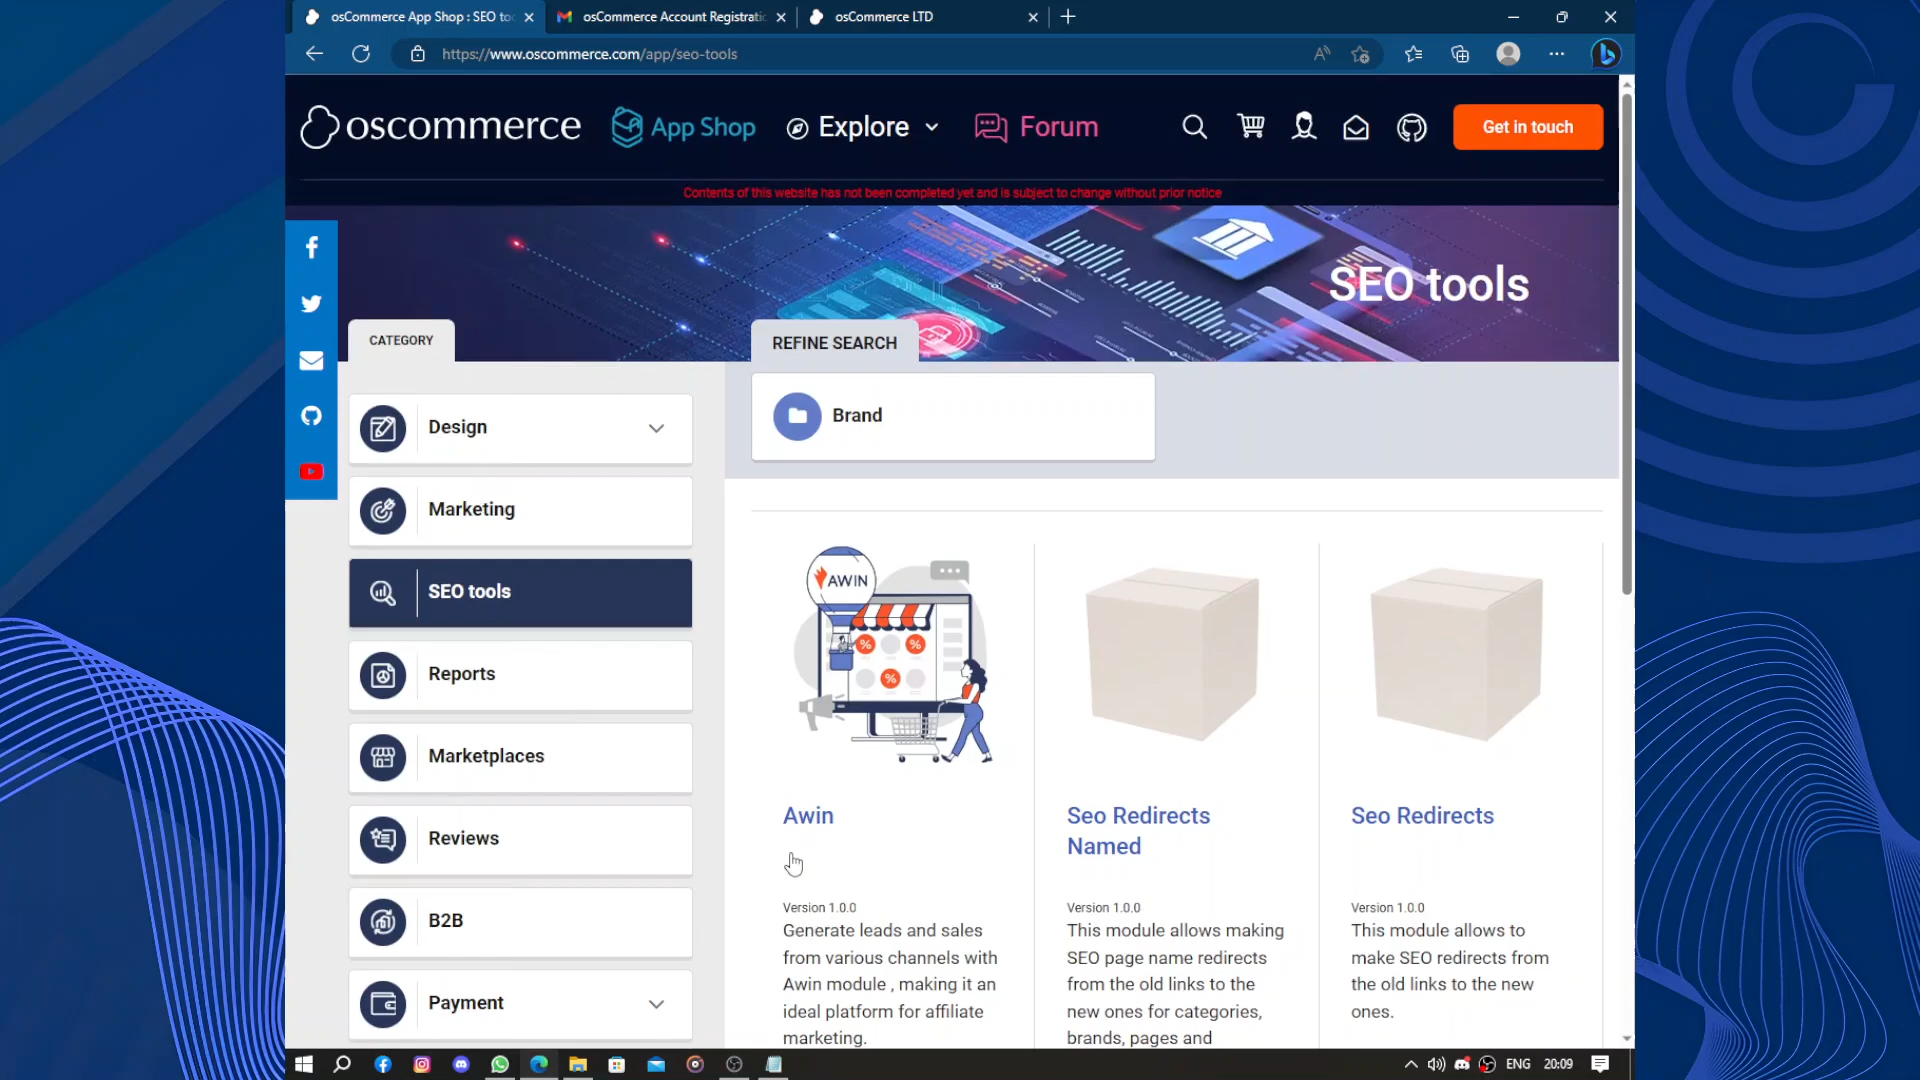 osCommerce App Shop : SEO to
osCommerce Account Registratic
osCommerce LTD
https://www.oscommerce.com/app/seo-tools
oscommerce
App Shop
Explore
Forum
Get in touch
Contents of this website has not been completed yet and is subject to change without prior notice
SEO tools
CATEGORY
REFINE SEARCH
Brand
Design
Marketing
SEO tools
Reports
Marketplaces
Reviews
B2B
Payment
AWIN
Awin
Version 1.0.0
Generate leads and sales
from various channels with
Awin module , making it an
ideal platform for affiliate
marketing.
Seo Redirects
Named
Version 1.0.0
This module allows making
SEO page name redirects
from the old links to the
new ones for categories,
brands, pages and
Seo Redirects
Version 1.0.0
This module allows to
make SEO redirects from
the old links to the new
ones.
ENG
20:09